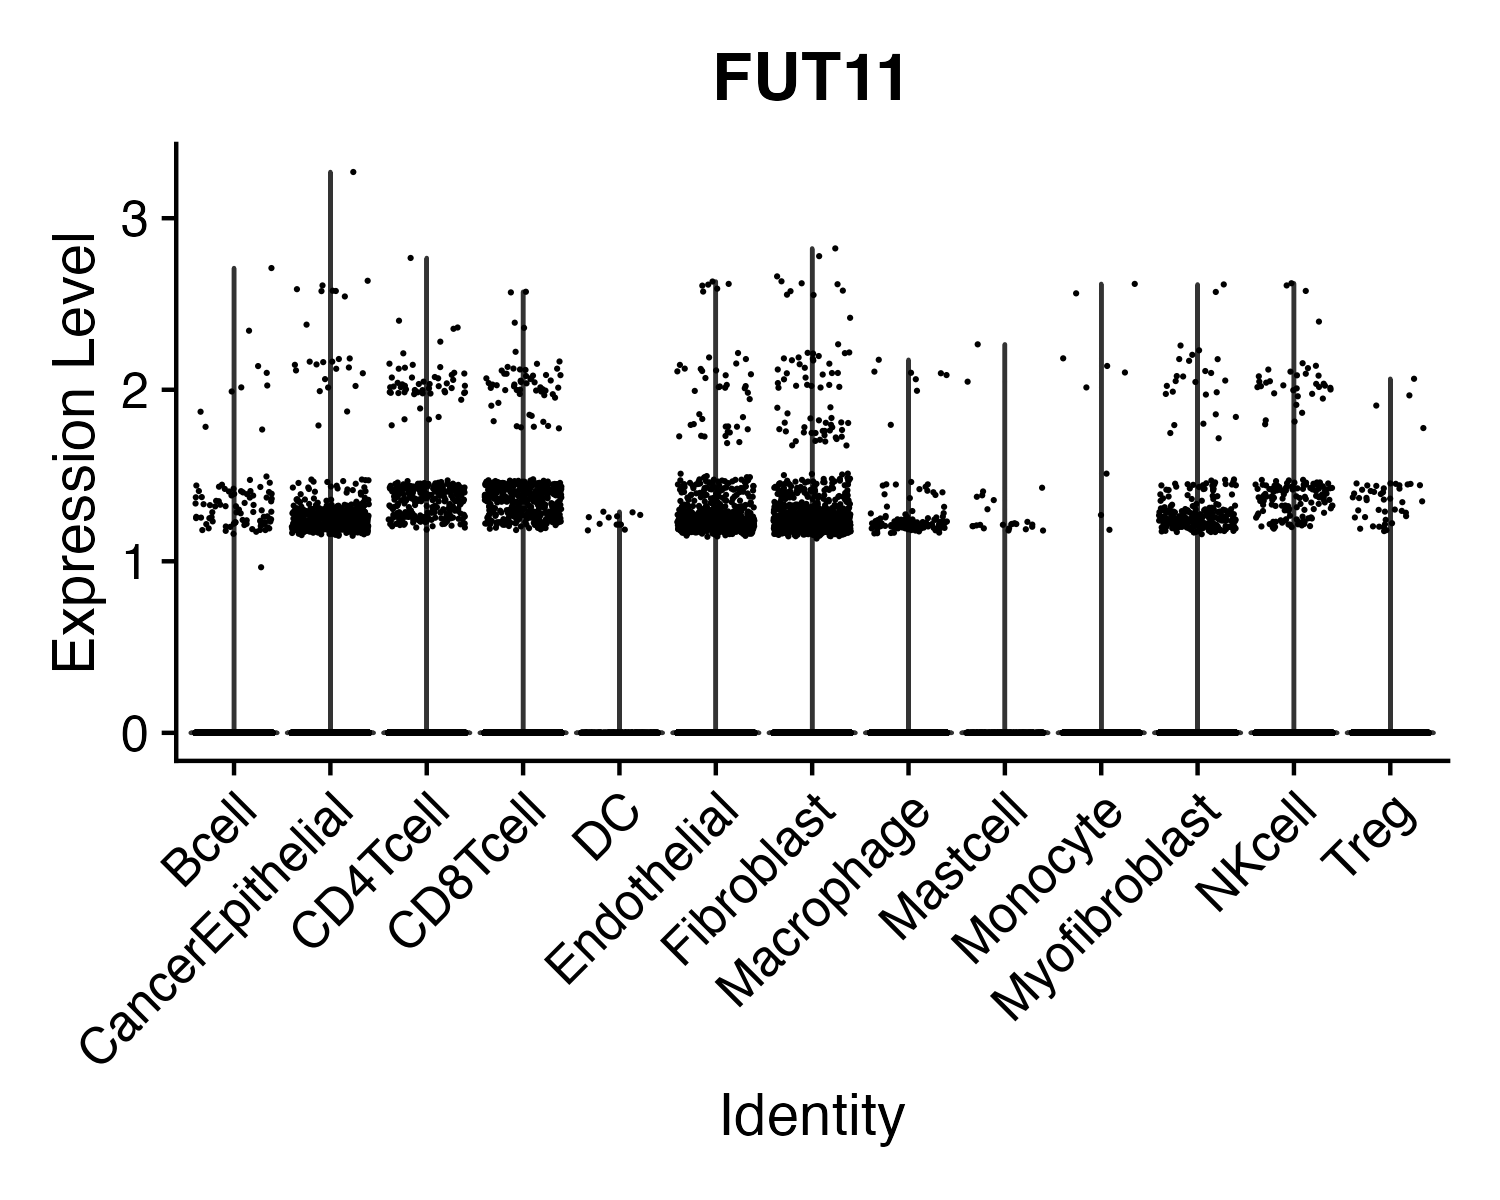 FUT11
Expression Level
3
2
1
0
Bcell
CancerEpithelial
CD4Tcell
CD8Tcell
DC
Endothelial
Fibroblast
Macrophage
Mastcell
Monocyte
Myofibroblast
NKcell
Treg
Identity